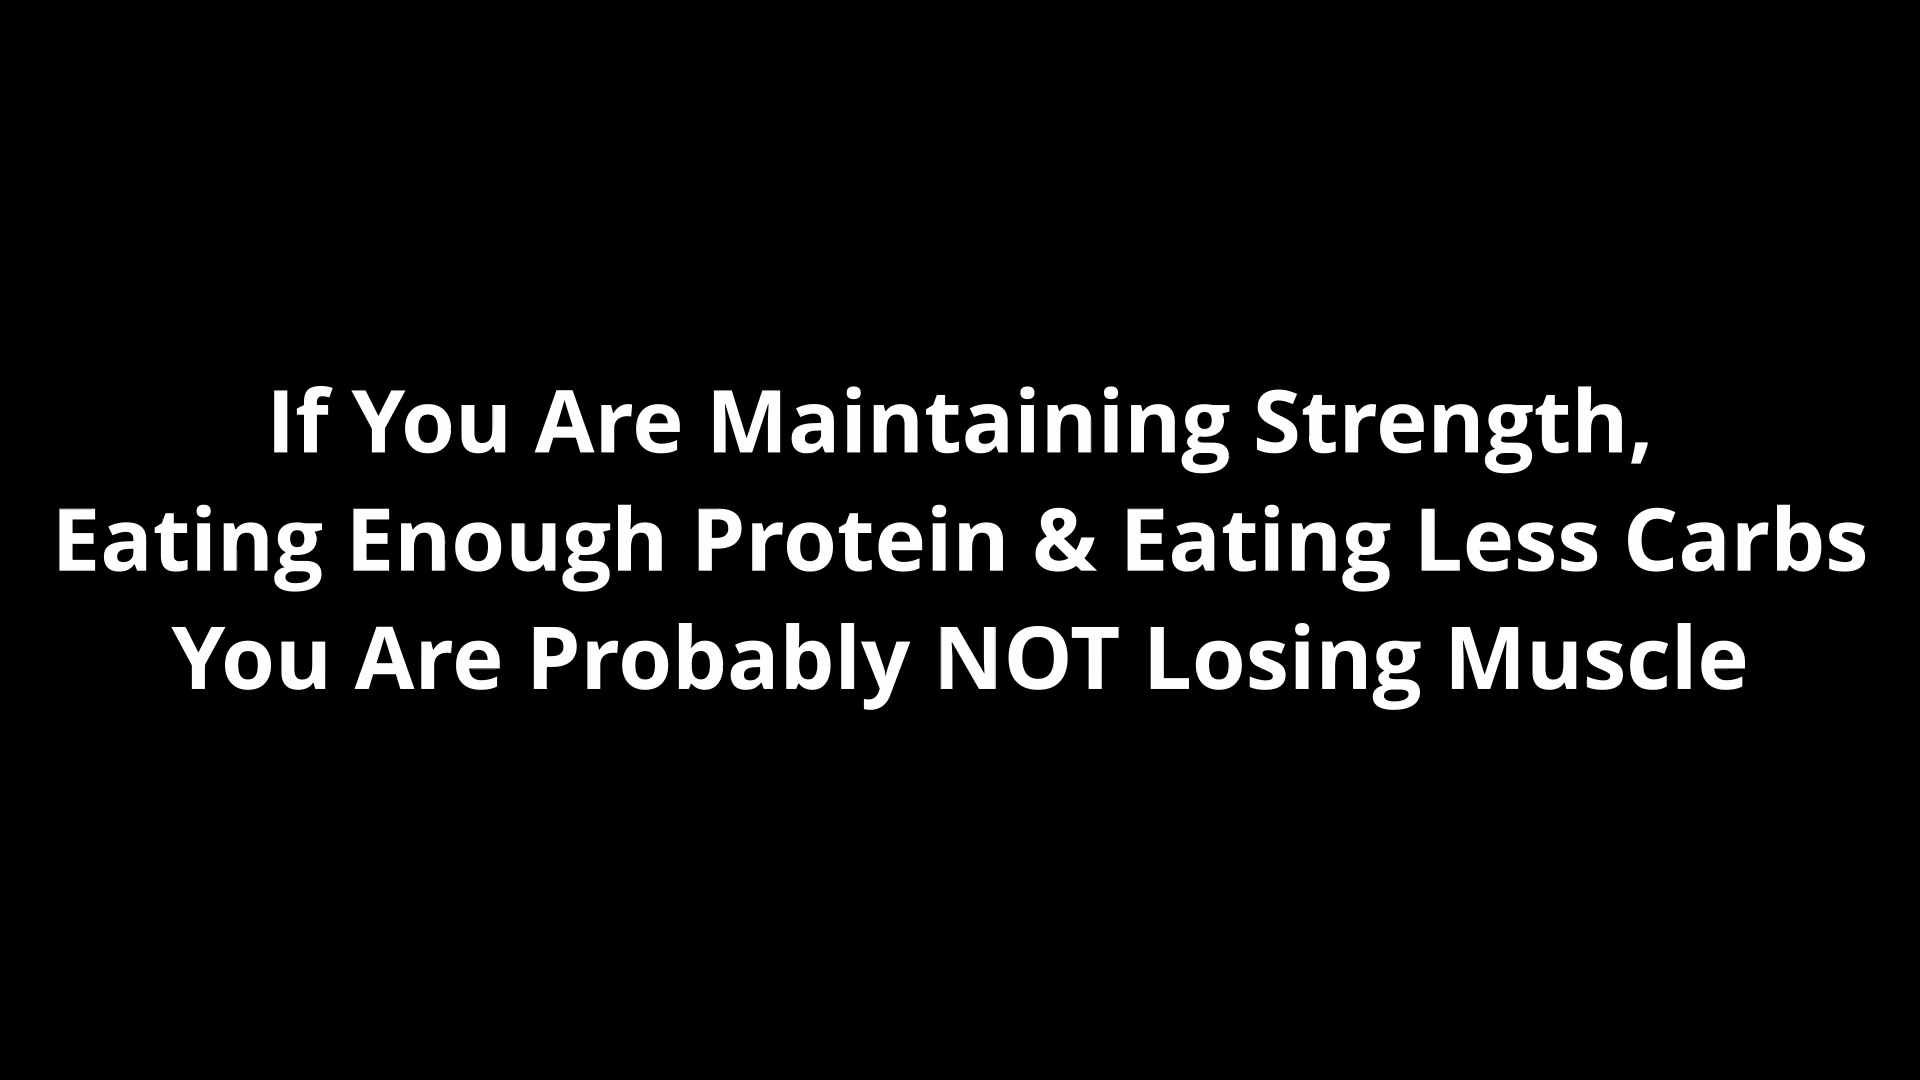 If You Are Maintaining Strength,
Eating Enough Protein & Eating Less Carbs
You Are Probably NOT Losing Muscle